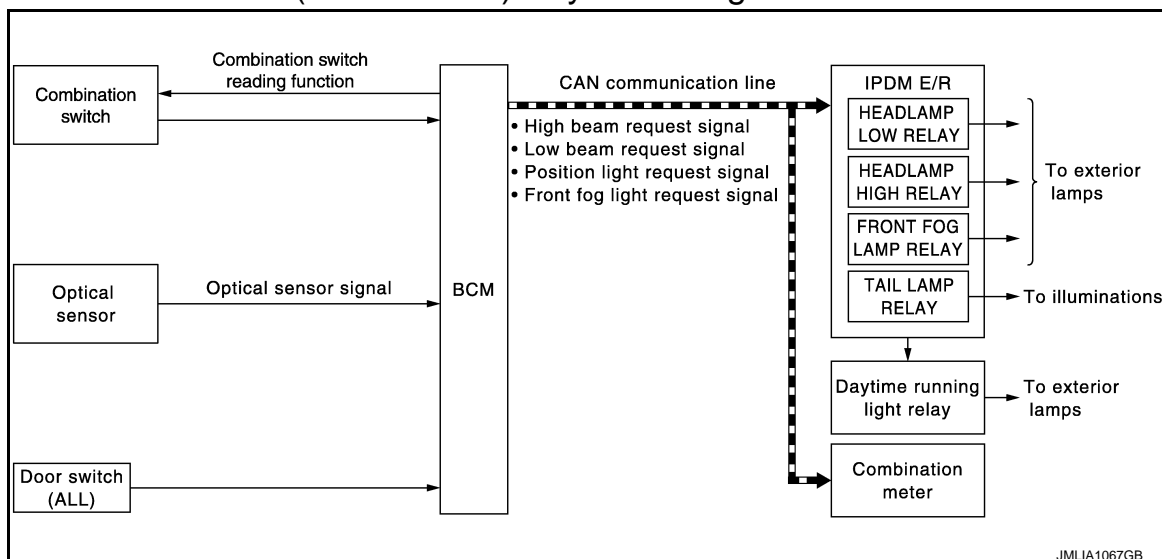 Combination switch
reading function
Combination
switch
Optical
sensor
Optical sensor signal
Door switch
(ALL)
BCM
CAN communication line
• High beam request signal
• Low beam request signal
• Position light request signal
• Front fog light request signal
IPDM E/R
HEADLAMP
LOW RELAY
HEADLAMP
HIGH RELAY
FRONT FOG
LAMP RELAY
TAIL LAMP
RELAY
To exterior
lamps
To illuminations
Daytime running
light relay
To exterior
lamps
Combination
meter
JMLIA1067GB